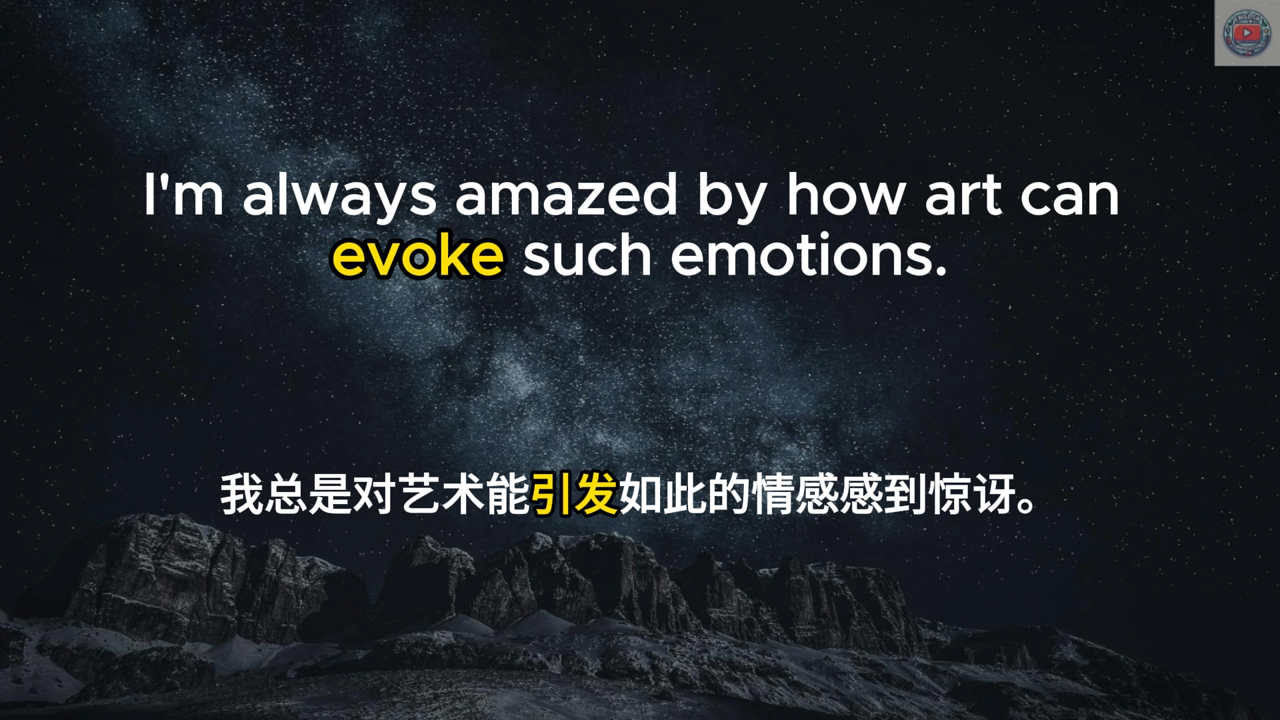 I'm always amazed by how art can
evoke such emotions.
我总是对艺术能引发如此的情感感到惊讶。